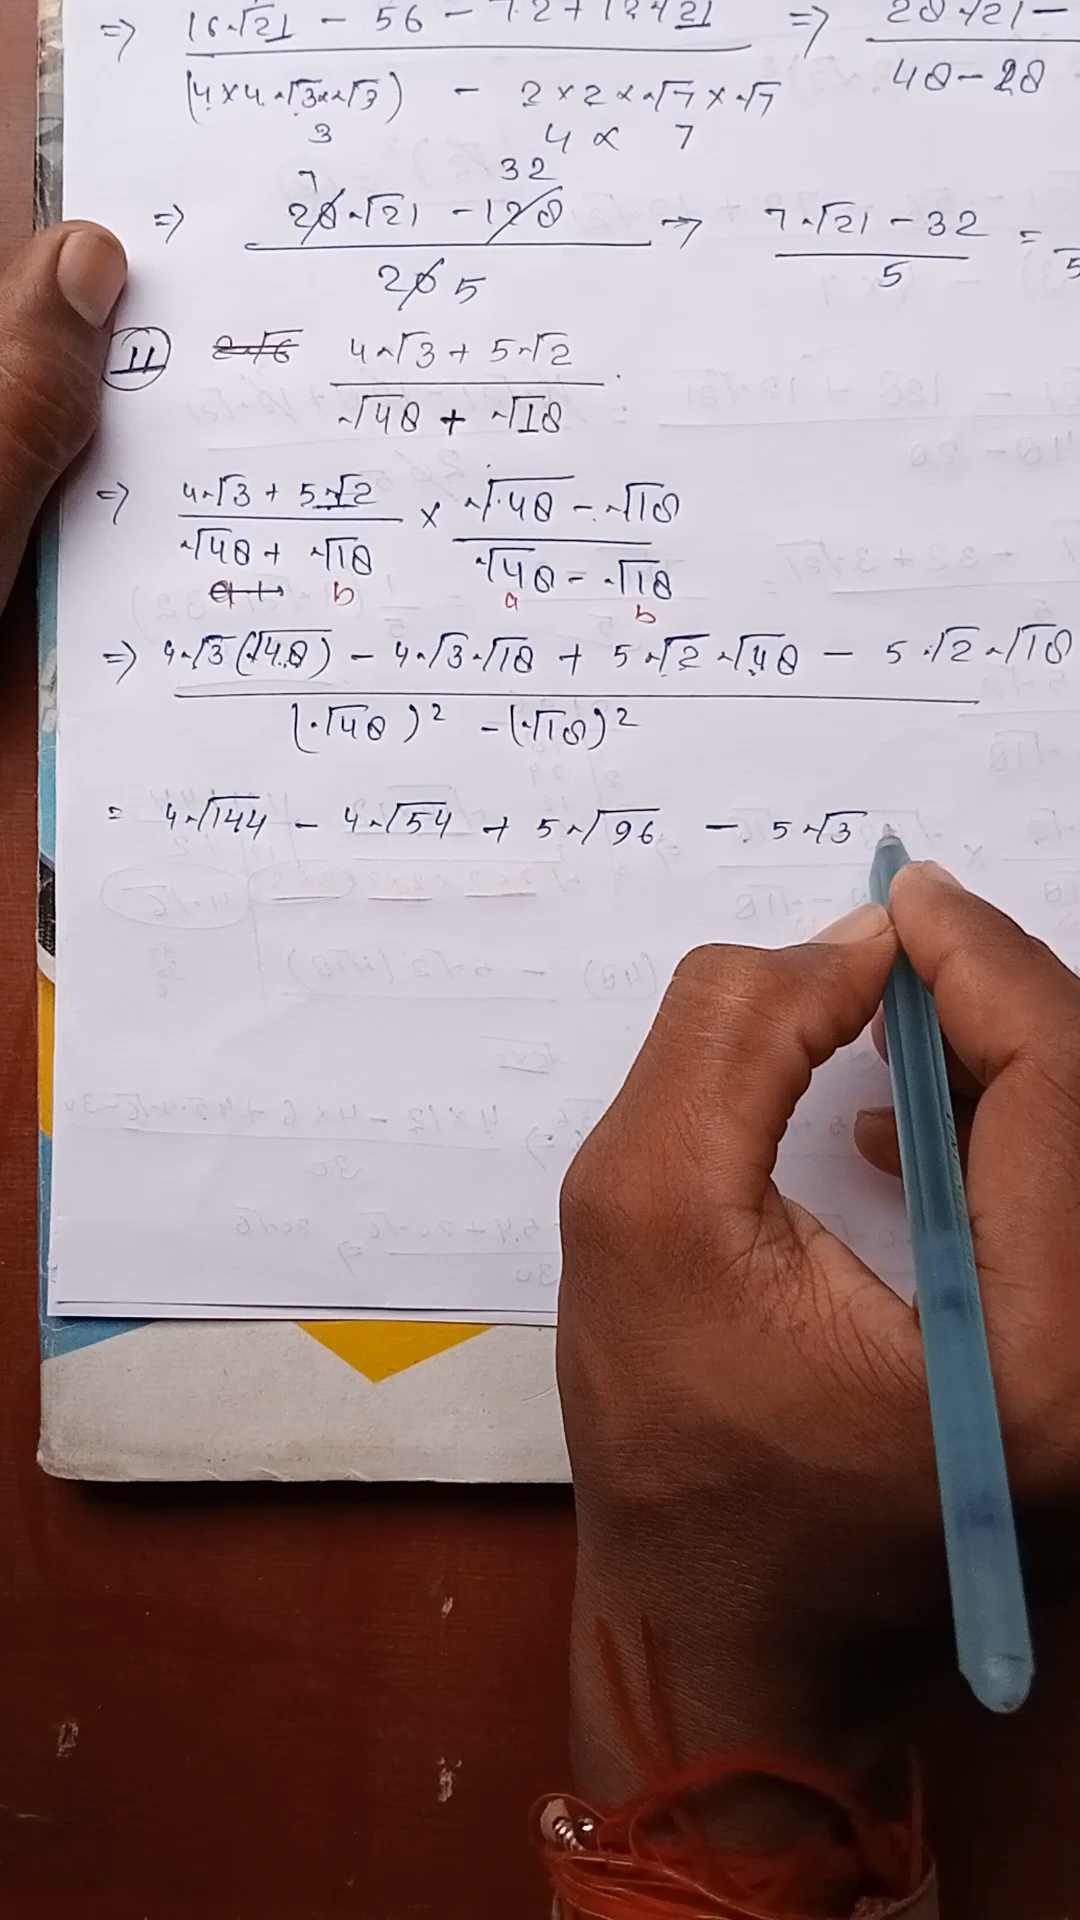 ⇒ (16√21 - 56 - 72 + 12√21) / ((4×4√3×√3) - 2×2×√7×√7) ⇒ 28√21 - / 48-28
3 4 × 7
7 32
⇒ (28√21 - 128) / 20 5 → (7√21 - 32) / 5 = / 5
11 2√6 (4√3 + 5√2) / (√48 + √18)
⇒ (4√3 + 5√2) / (√48 + √18) × (√48 - √18) / (√48 - √18)
a+ b a b
⇒ (4√3(√48) - 4√3√18 + 5√2√48 - 5√2√18) / ((√48)² - (√18)²)
= 4√144 - 4√54 + 5√96 - 5√3